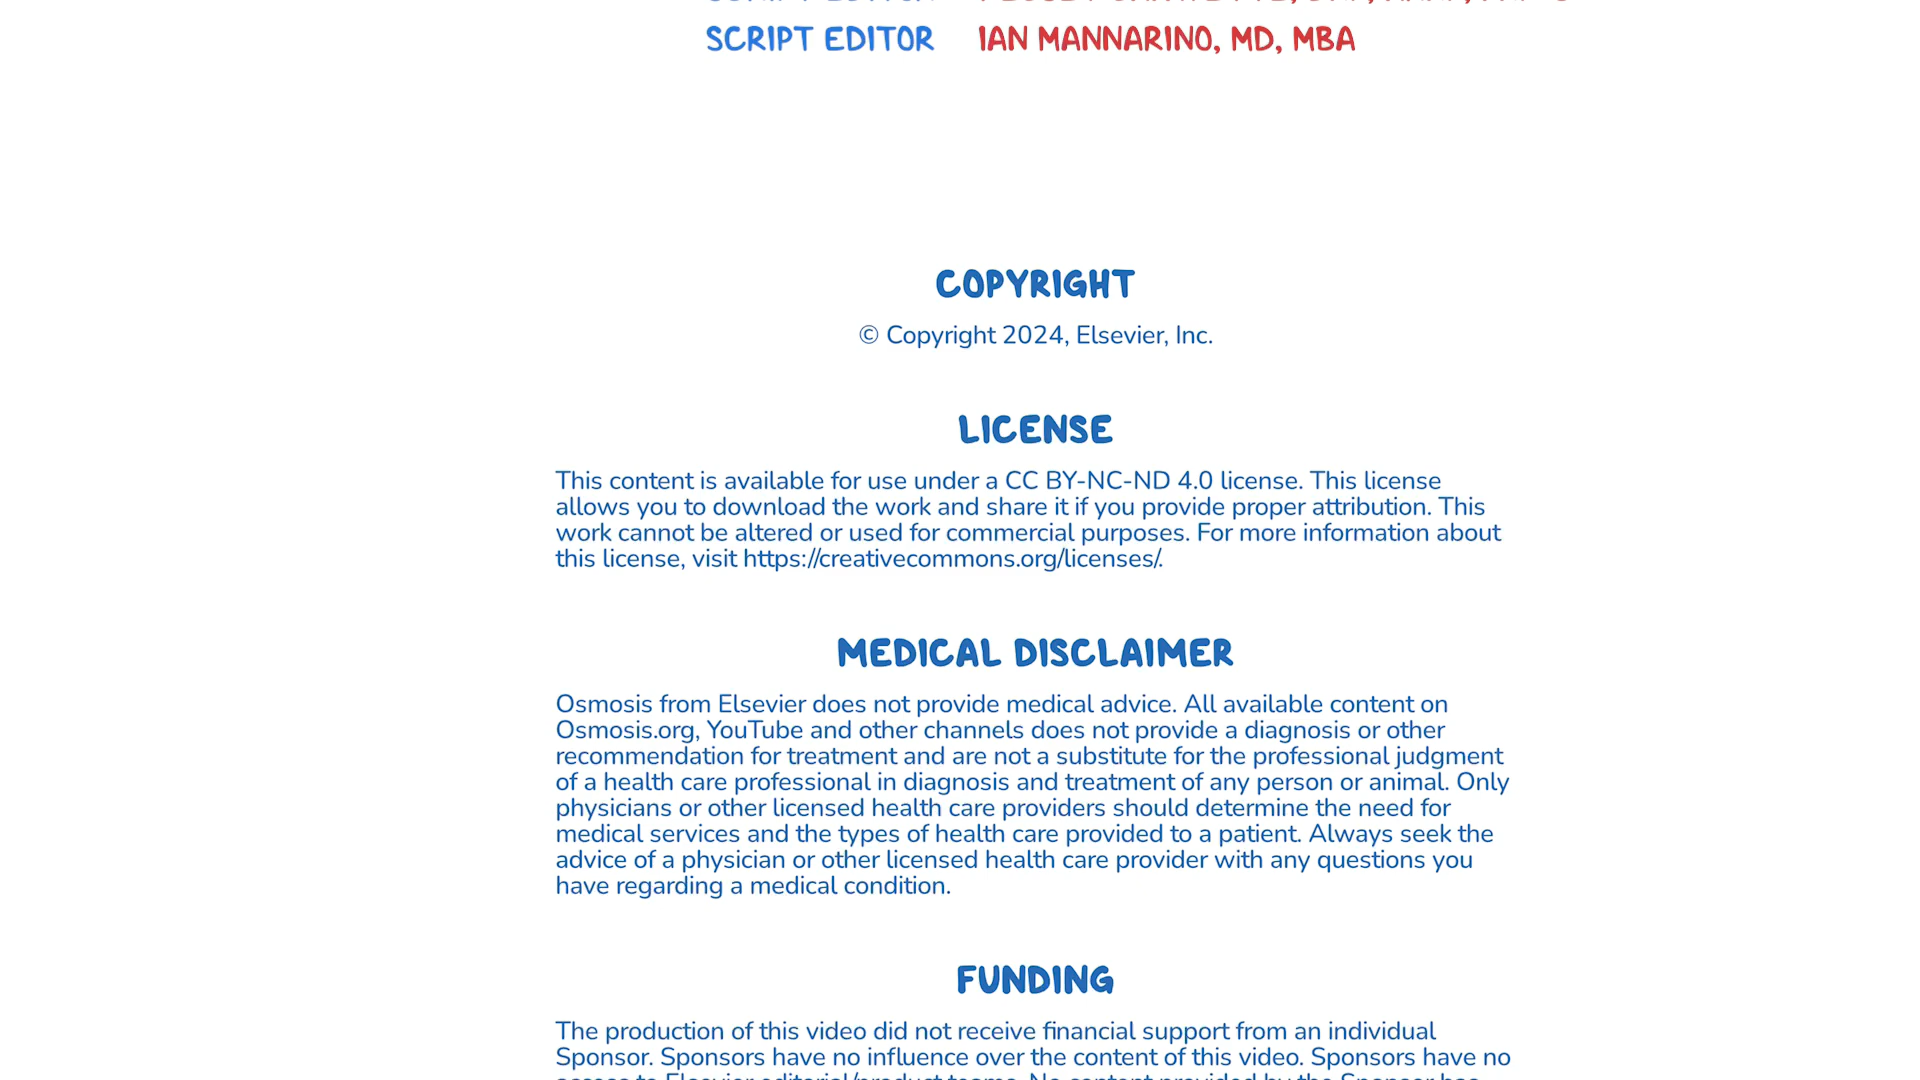 SCRIPT EDITOR IAN MANNARINO, MD, MBA
COPYRIGHT
© Copyright 2024, Elsevier, Inc.
LICENSE
This content is available for use under a CC BY-NC-ND 4.0 license. This license
allows you to download the work and share it if you provide proper attribution. This
work cannot be altered or used for commercial purposes. For more information about
this license, visit https://creativecommons.org/licenses/.
MEDICAL DISCLAIMER
Osmosis from Elsevier does not provide medical advice. All available content on
Osmosis.org, YouTube and other channels does not provide a diagnosis or other
recommendation for treatment and are not a substitute for the professional judgment
of a health care professional in diagnosis and treatment of any person or animal. Only
physicians or other licensed health care providers should determine the need for
medical services and the types of health care provided to a patient. Always seek the
advice of a physician or other licensed health care provider with any questions you
have regarding a medical condition.
FUNDING
The production of this video did not receive financial support from an individual
Sponsor. Sponsors have no influence over the content of this video. Sponsors have no